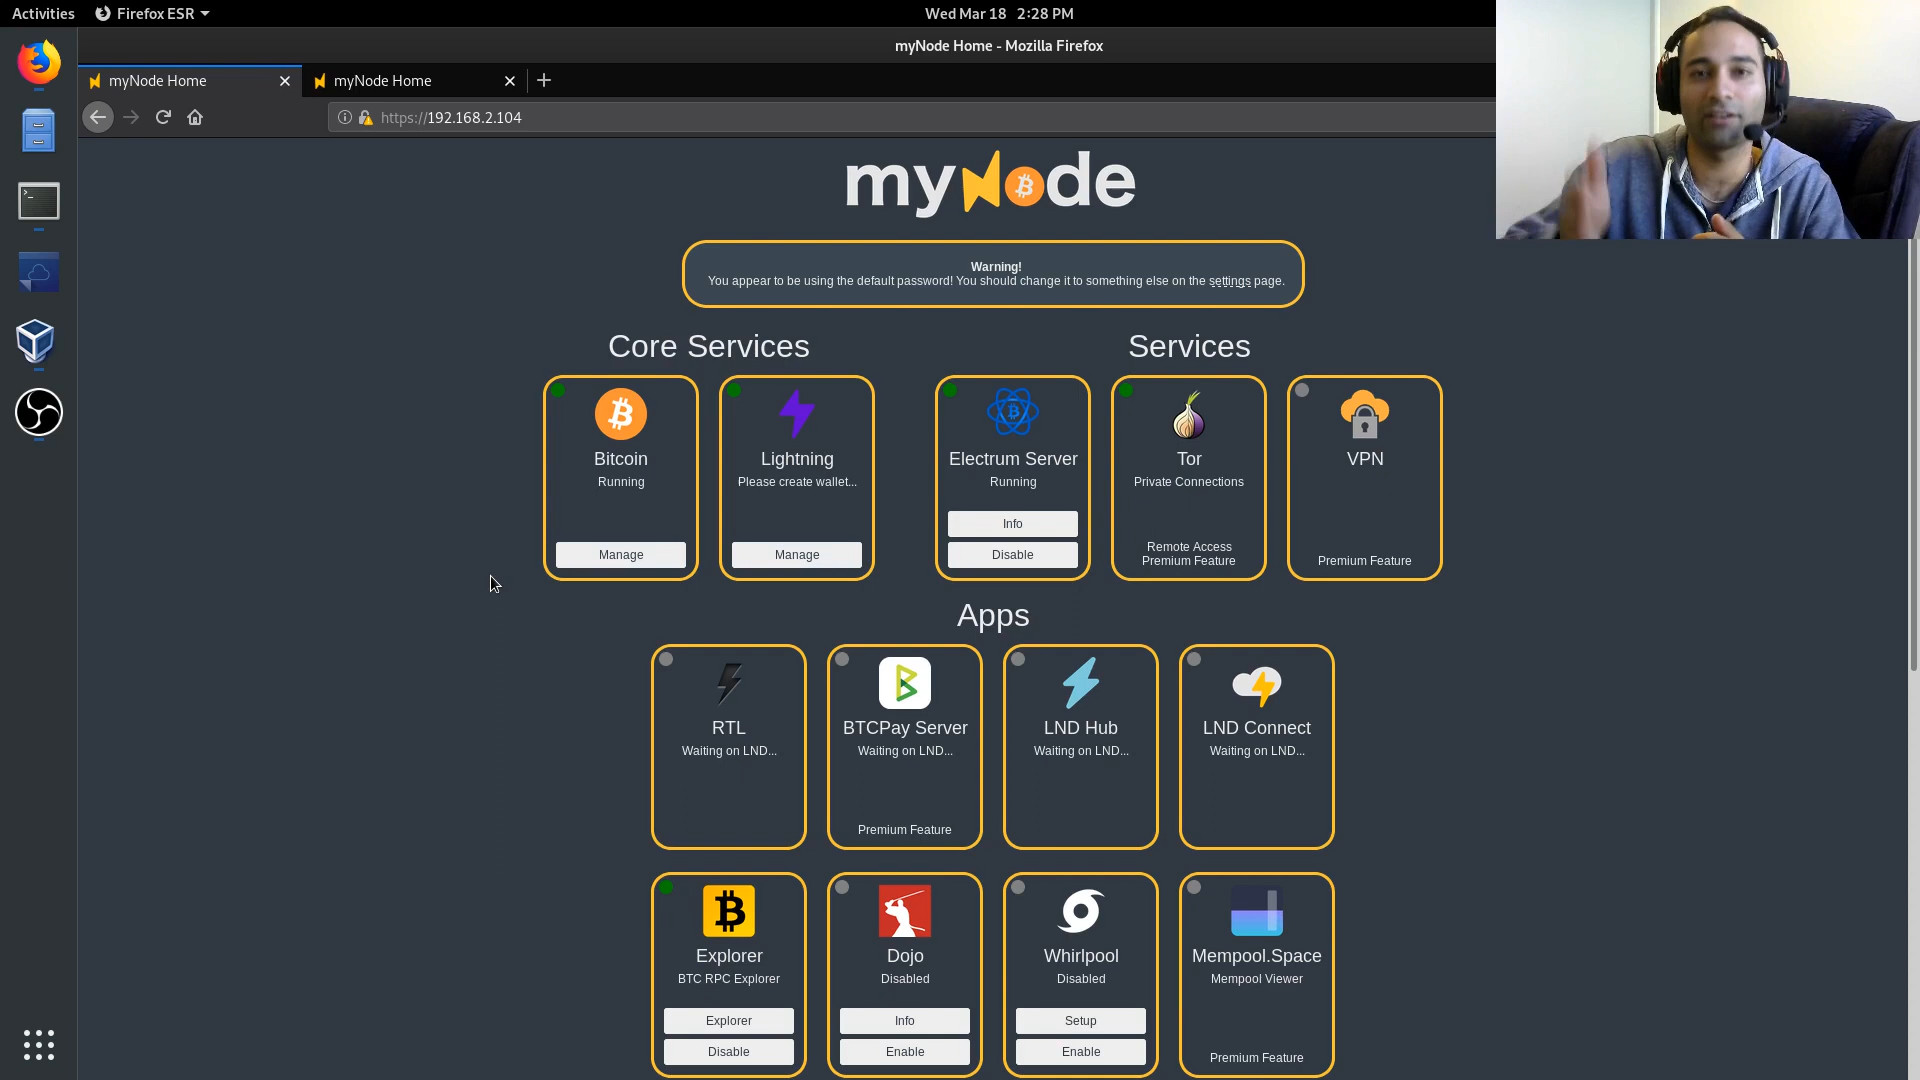 Activities
Firefox ESR
Wed Mar 18 2:28 PM
myNode Home - Mozilla Firefox
myNode Home
myNode Home
https://192.168.2.104
myNode
Warning!
You appear to be using the default password! You should change it to something else on the settings page.
Core Services
Services
Bitcoin
Running
Manage
Lightning
Please create wallet...
Manage
Electrum Server
Running
Info
Disable
Tor
Private Connections
Remote Access
Premium Feature
VPN
Premium Feature
Apps
RTL
Waiting on LND...
BTCPay Server
Waiting on LND...
Premium Feature
LND Hub
Waiting on LND...
LND Connect
Waiting on LND...
Explorer
BTC RPC Explorer
Explorer
Disable
Dojo
Disabled
Info
Enable
Whirlpool
Disabled
Setup
Enable
Mempool.Space
Mempool Viewer
Premium Feature